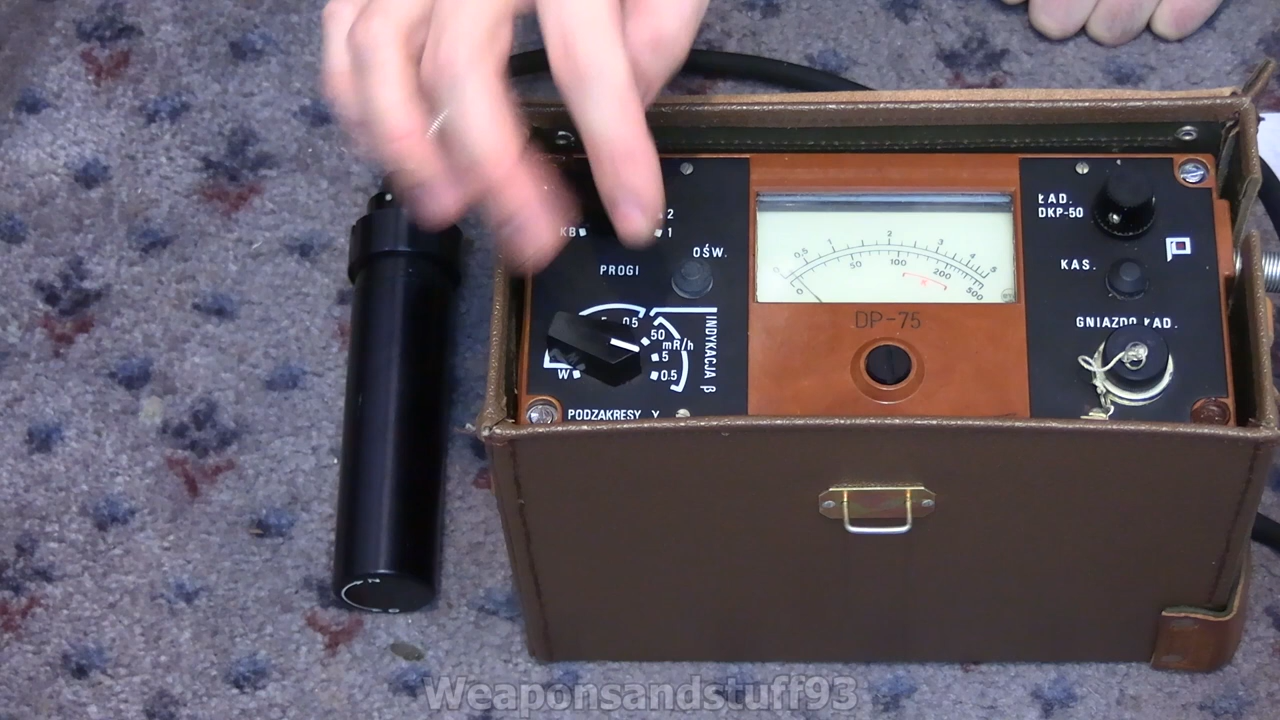 2
KB 1
PROGI
OŚW.
5 0.5
50
mR/h
5
W 0.5
INDYKACJA β
PODZAKRESY γ
0 0.5 1 2 3 4 5
0 50 100 200 500
DP-75
ŁAD.
DKP-50
KAS.
GNIAZDO ŁAD.
Weaponsandstuff93